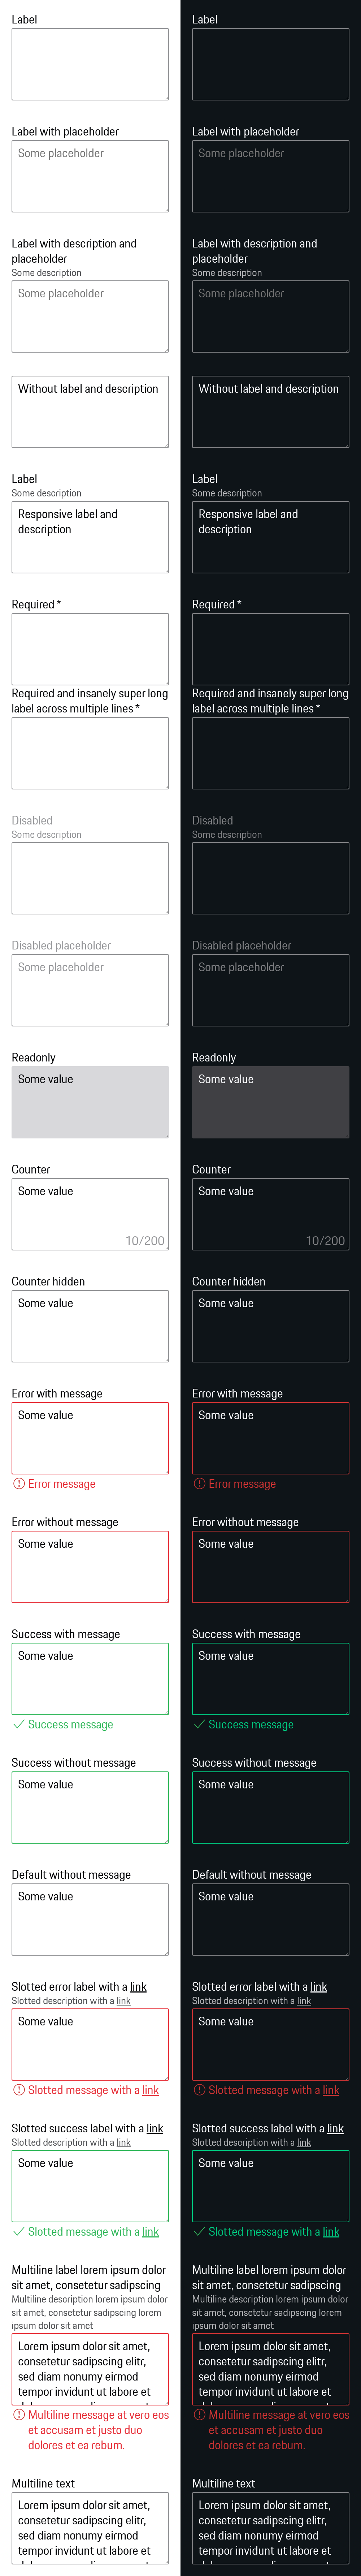 Label
Label with placeholder
Some placeholder
Label with description and
placeholder
Some description
Some placeholder
Without label and description
Label
Some description
Responsive label and
description
Required *
Required and insanely super long
label across multiple lines *
Disabled
Some description
Disabled placeholder
Some placeholder
Readonly
Some value
Counter
Some value
10/200
Counter hidden
Some value
Error with message
Some value
Error message
Error without message
Some value
Success with message
Some value
Success message
Success without message
Some value
Default without message
Some value
Slotted error label with a link
Slotted description with a link
Some value
Slotted message with a link
Slotted success label with a link
Slotted description with a link
Some value
Slotted message with a link
Multiline label lorem ipsum dolor
sit amet, consetetur sadipscing
Multiline description lorem ipsum dolor
sit amet, consetetur sadipscing lorem
ipsum dolor sit amet
Lorem ipsum dolor sit amet,
consetetur sadipscing elitr,
sed diam nonumy eirmod
tempor invidunt ut labore et
Multiline message at vero eos
et accusam et justo duo
dolores et ea rebum.
Multiline text
Lorem ipsum dolor sit amet,
consetetur sadipscing elitr,
sed diam nonumy eirmod
tempor invidunt ut labore et
Label
Label with placeholder
Some placeholder
Label with description and
placeholder
Some description
Some placeholder
Without label and description
Label
Some description
Responsive label and
description
Required *
Required and insanely super long
label across multiple lines *
Disabled
Some description
Disabled placeholder
Some placeholder
Readonly
Some value
Counter
Some value
10/200
Counter hidden
Some value
Error with message
Some value
Error message
Error without message
Some value
Success with message
Some value
Success message
Success without message
Some value
Default without message
Some value
Slotted error label with a link
Slotted description with a link
Some value
Slotted message with a link
Slotted success label with a link
Slotted description with a link
Some value
Slotted message with a link
Multiline label lorem ipsum dolor
sit amet, consetetur sadipscing
Multiline description lorem ipsum dolor
sit amet, consetetur sadipscing lorem
ipsum dolor sit amet
Lorem ipsum dolor sit amet,
consetetur sadipscing elitr,
sed diam nonumy eirmod
tempor invidunt ut labore et
Multiline message at vero eos
et accusam et justo duo
dolores et ea rebum.
Multiline text
Lorem ipsum dolor sit amet,
consetetur sadipscing elitr,
sed diam nonumy eirmod
tempor invidunt ut labore et